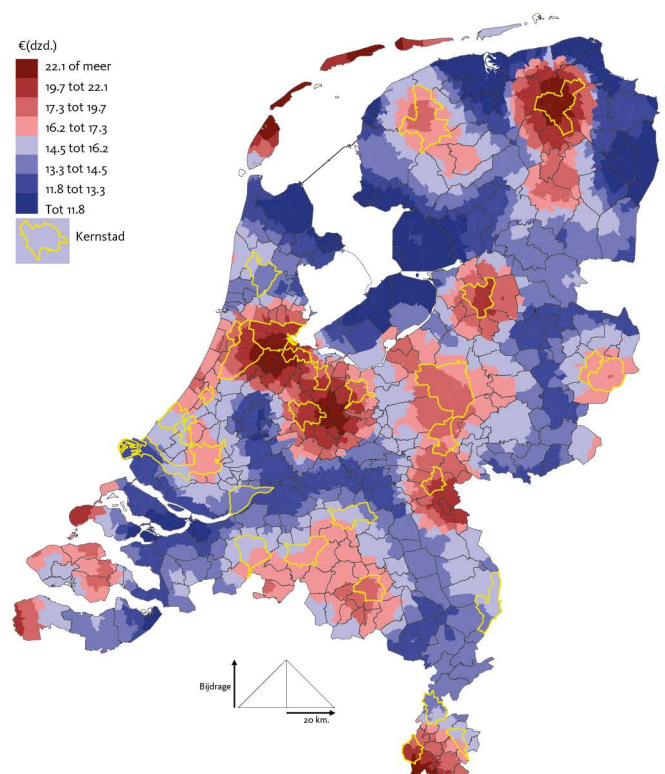 €(dzd.)
22.1 of meer
19.7 tot 22.1
17.3 tot 19.7
16.2 tot 17.3
14.5 tot 16.2
13.3 tot 14.5
11.8 tot 13.3
Tot 11.8
Kernstad
Bijdrage
20 km.